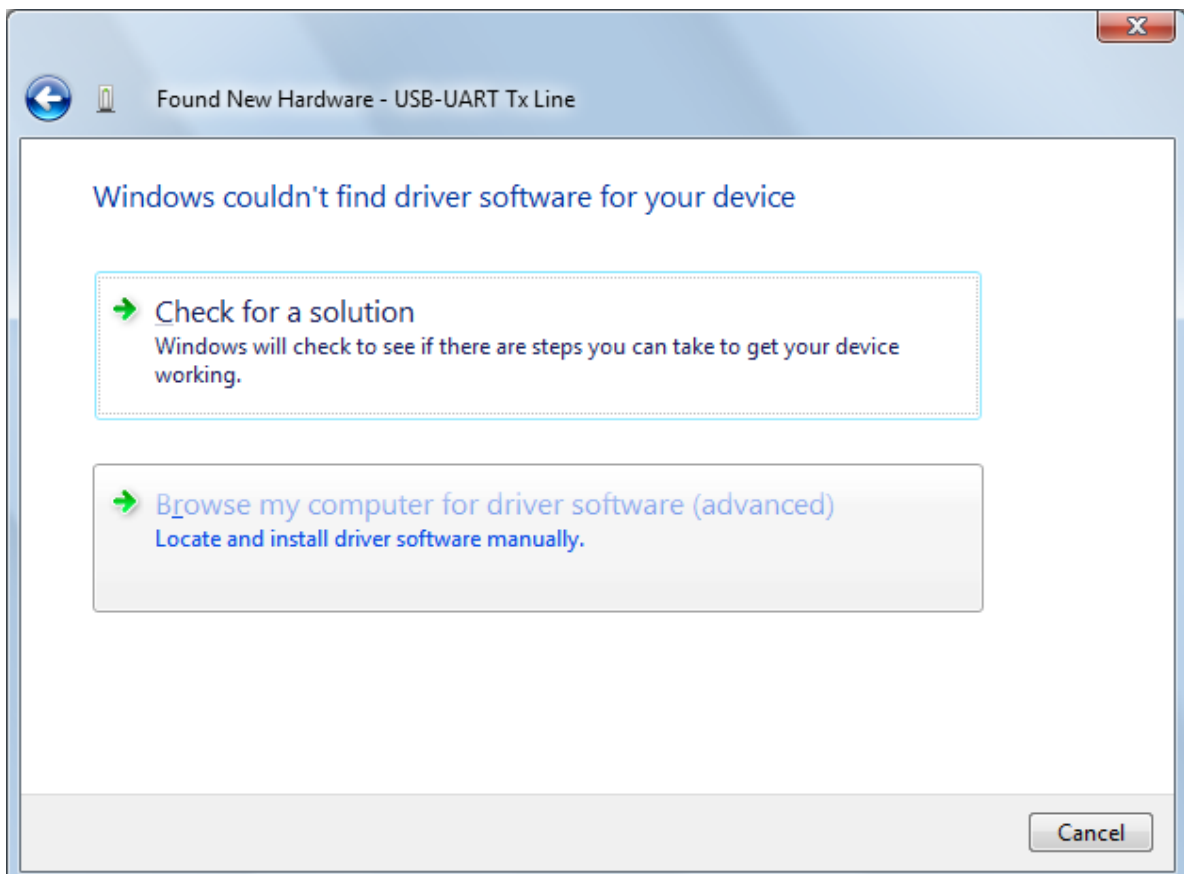 Found New Hardware - USB-UART Tx Line
Windows couldn't find driver software for your device
Check for a solution
Windows will check to see if there are steps you can take to get your device
working.
Browse my computer for driver software (advanced)
Locate and install driver software manually.
Cancel